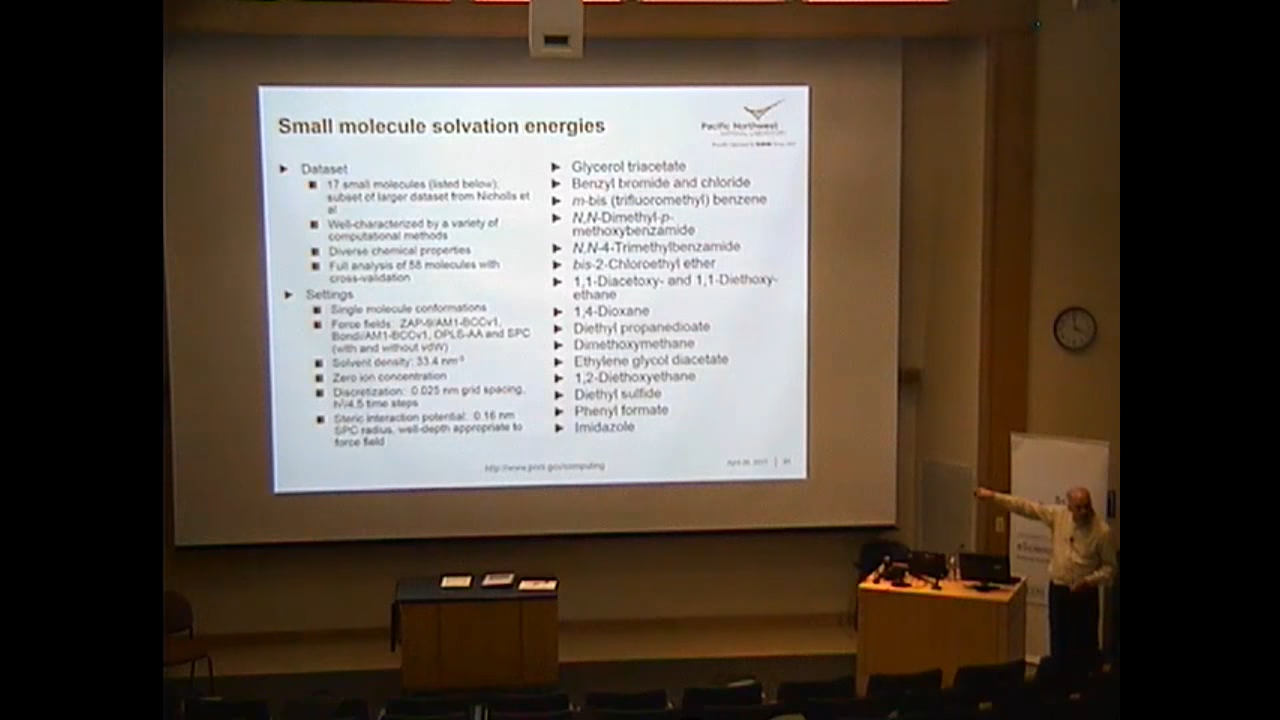 Small molecule solvation energies
Pacific Northwest
Dataset
17 small molecules (listed below);
subset of larger dataset from Nicholls et
al
Well-characterized by a variety of
computational methods
Diverse chemical properties
Full analysis of 58 molecules with
cross-validation
Settings
Single molecule conformations
Force fields: ZAP-9/AM1-BCCv1,
Bondi/AM1-BCCv1, OPLS-AA and SPC
(with and without vdW)
Solvent density: 33.4 nm⁻³
Zero ion concentration
Discretization: 0.025 nm grid spacing,
h²/4.5 time steps
Steric interaction potential: 0.16 nm
SPC radius, well-depth appropriate to
force field
Glycerol triacetate
Benzyl bromide and chloride
m-bis (trifluoromethyl) benzene
N,N-Dimethyl-p-
methoxybenzamide
N,N-4-Trimethylbenzamide
bis-2-Chloroethyl ether
1,1-Diacetoxy- and 1,1-Diethoxy-
ethane
1,4-Dioxane
Diethyl propanedioate
Dimethoxymethane
Ethylene glycol diacetate
1,2-Diethoxyethane
Diethyl sulfide
Phenyl formate
Imidazole
http://www.pnnl.gov/computing